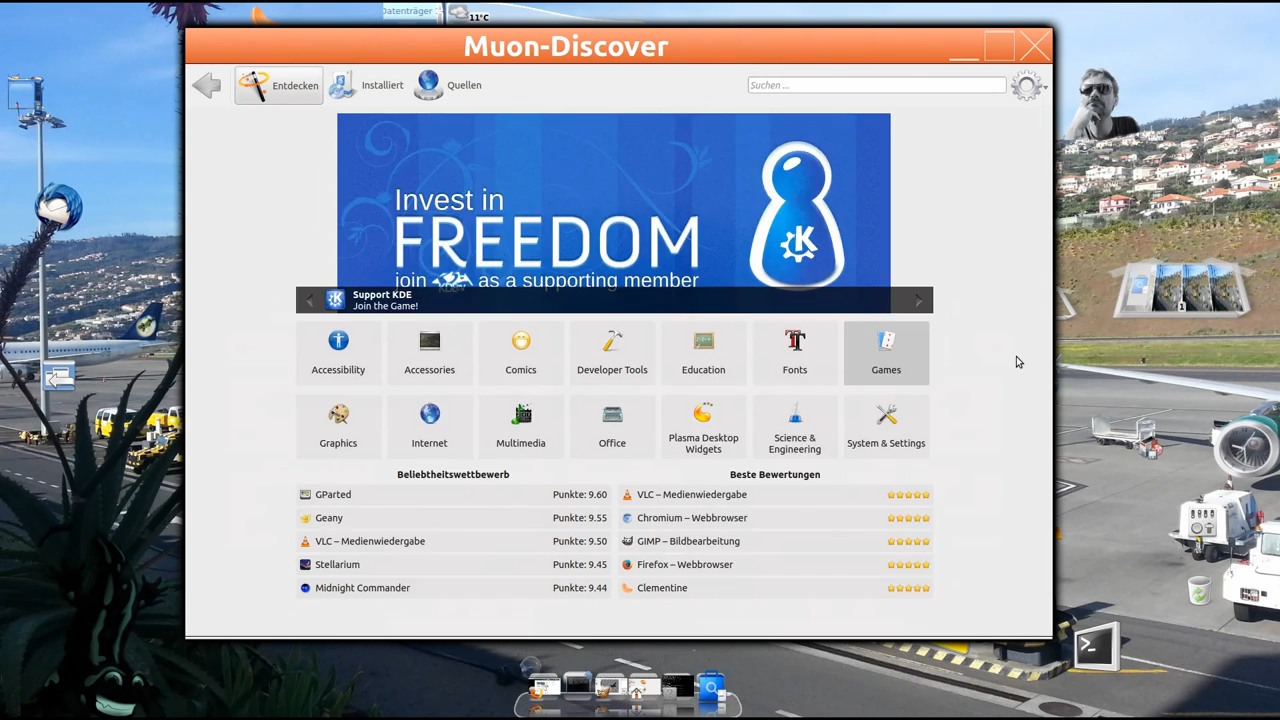 Datenträger
11°C
Muon-Discover
Entdecken
Installiert
Quellen
Suchen ...
Invest in
FREEDOM
join KDE as a supporting member
Support KDE
Join the Game!
Accessibility
Accessories
Comics
Developer Tools
Education
Fonts
Games
Graphics
Internet
Multimedia
Office
Plasma Desktop
Widgets
Science &
Engineering
System & Settings
Beliebtheitswettbewerb
GParted Punkte: 9.60
Geany Punkte: 9.55
VLC – Medienwiedergabe Punkte: 9.50
Stellarium Punkte: 9.45
Midnight Commander Punkte: 9.44
Beste Bewertungen
VLC – Medienwiedergabe
Chromium – Webbrowser
GIMP – Bildbearbeitung
Firefox – Webbrowser
Clementine
1
>_